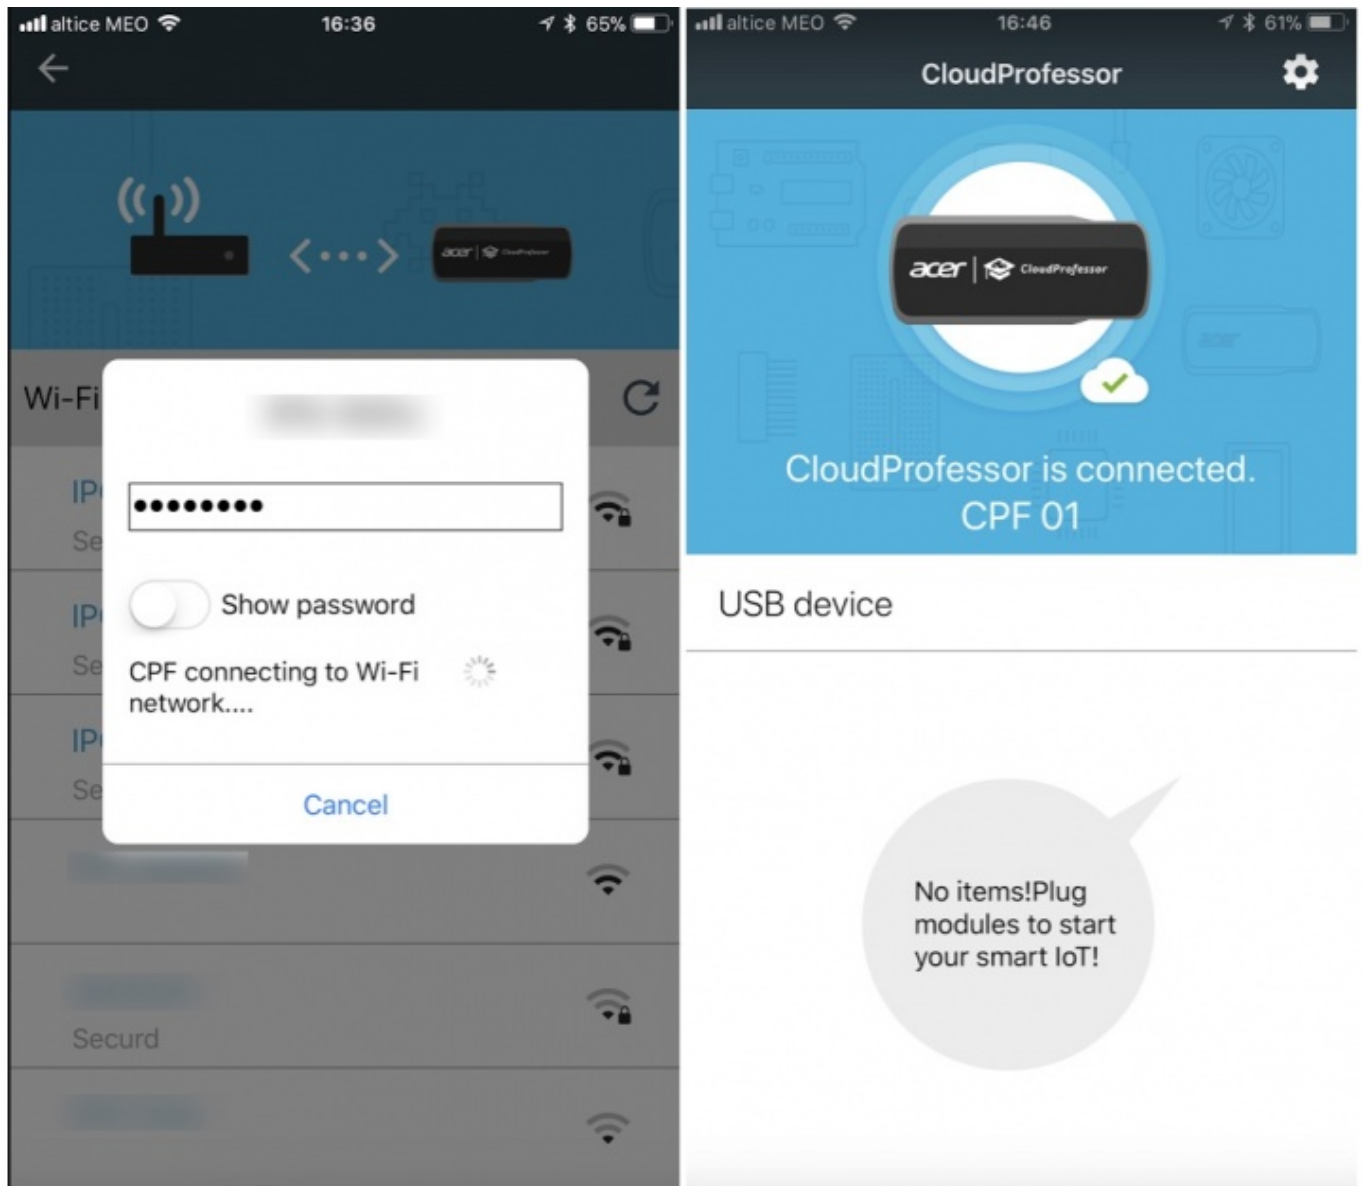 altice MEO 16:36 65%
acer CloudProfessor
Wi-Fi
IP
Se
Show password
IP
Se
CPF connecting to Wi-Fi
network....
IP
Se
Cancel
Securd
altice MEO 16:46 61%
CloudProfessor
acer CloudProfessor
acer
CloudProfessor is connected.
CPF 01
USB device
No items!Plug
modules to start
your smart IoT!